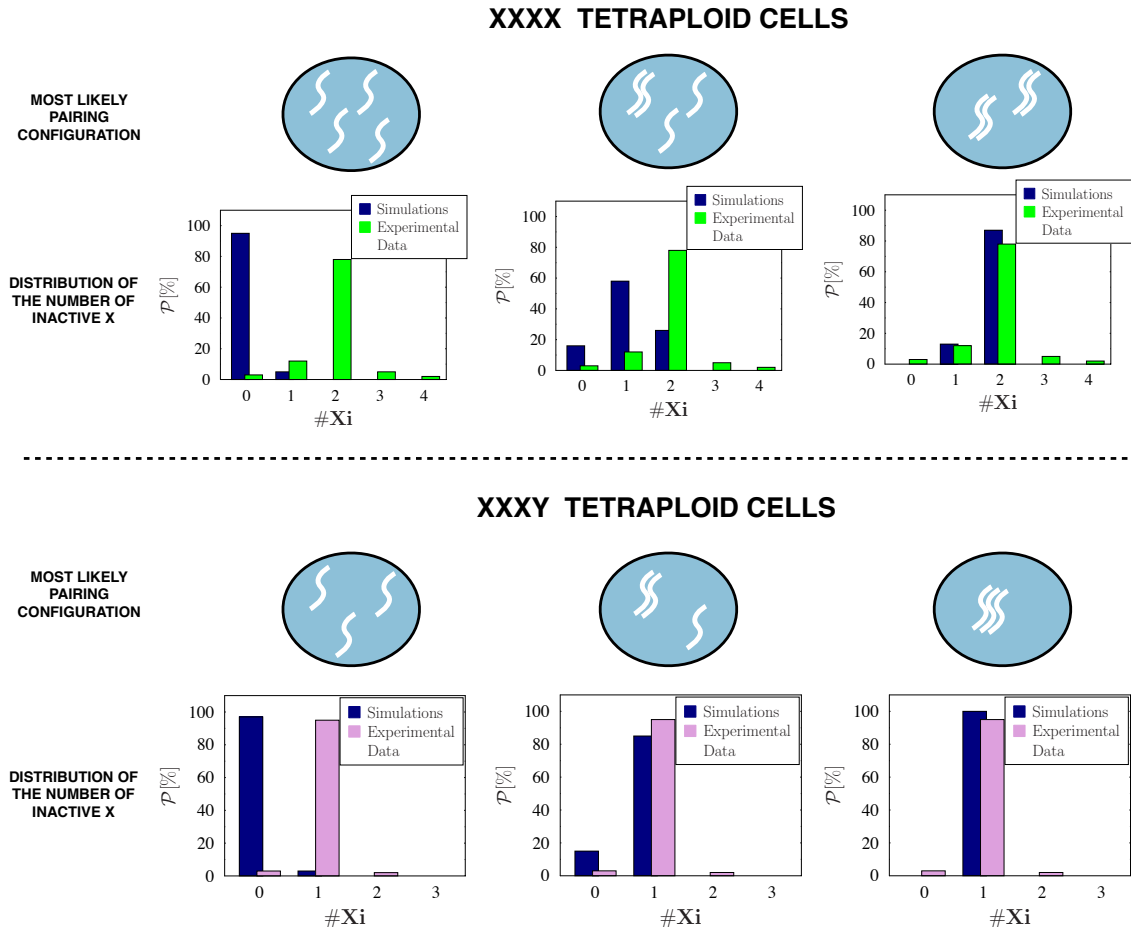 XXXX TETRAPLOID CELLS
MOST LIKELY
PAIRING
CONFIGURATION
DISTRIBUTION OF
THE NUMBER OF
INACTIVE X
Simulations
Experimental
Data
100
80
60
40
20
0
P[%]
0 1 2 3 4
#Xi
Simulations
Experimental
Data
100
80
60
40
20
0
P[%]
0 1 2 3 4
#Xi
Simulations
Experimental
Data
100
80
60
40
20
0
P[%]
0 1 2 3 4
#Xi
XXXY TETRAPLOID CELLS
MOST LIKELY
PAIRING
CONFIGURATION
DISTRIBUTION OF
THE NUMBER OF
INACTIVE X
Simulations
Experimental
Data
100
80
60
40
20
0
P[%]
0 1 2 3
#Xi
Simulations
Experimental
Data
100
80
60
40
20
0
P[%]
0 1 2 3
#Xi
Simulations
Experimental
Data
100
80
60
40
20
0
P[%]
0 1 2 3
#Xi